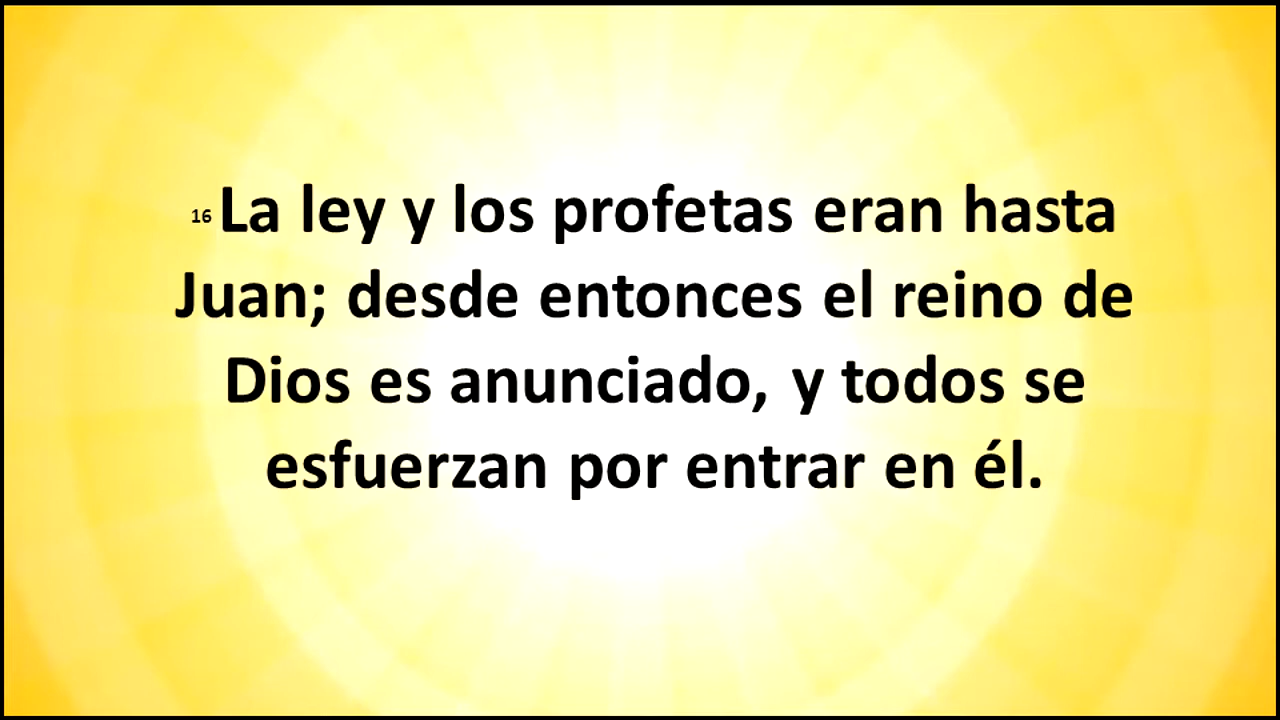 16 La ley y los profetas eran hasta
Juan; desde entonces el reino de
Dios es anunciado, y todos se
esfuerzan por entrar en él.